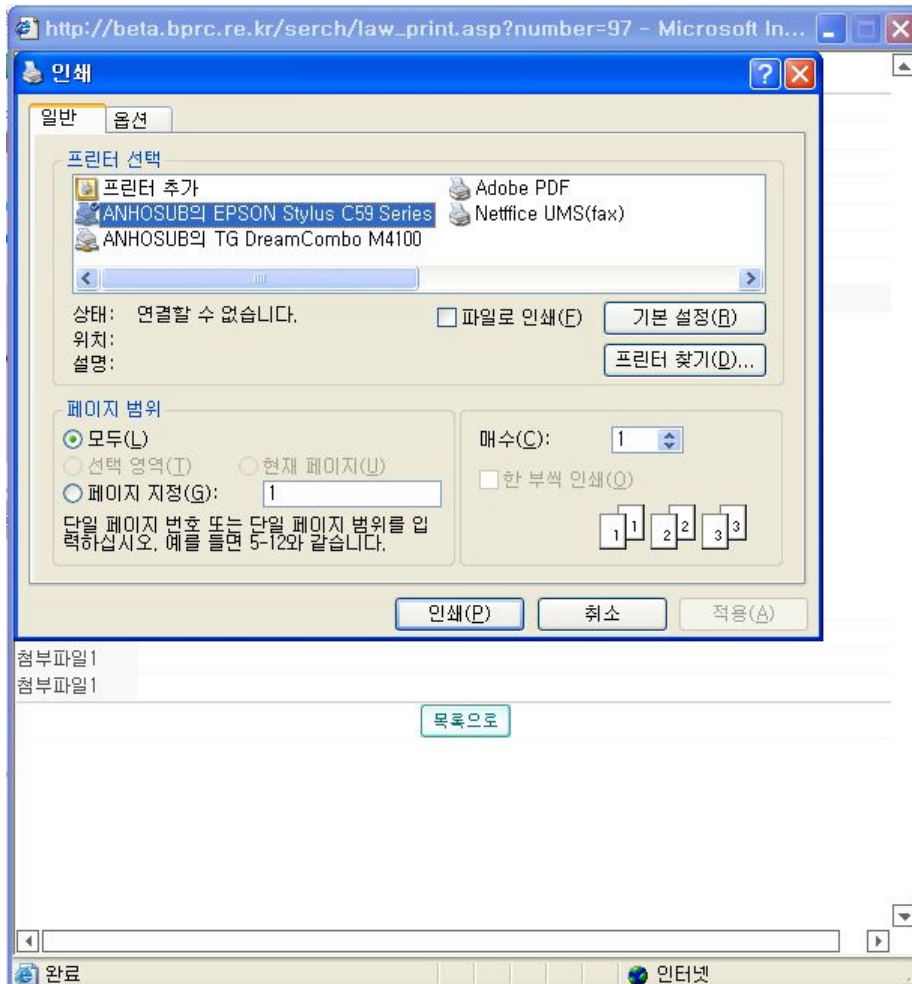 http://beta.bprc.re.kr/serch/law_print.asp?number=97 - Microsoft In...
인쇄
일반 옵션
프린터 선택
프린터 추가 Adobe PDF
ANHOSUB의 EPSON Stylus C59 Series Netffice UMS(fax)
ANHOSUB의 TG DreamCombo M4100
상태: 연결할 수 없습니다. 파일로 인쇄(F) 기본 설정(R)
위치:
설명: 프린터 찾기(D)...
페이지 범위
모두(L) 매수(C): 1
선택 영역(T) 현재 페이지(U) 한 부씩 인쇄(O)
페이지 지정(G): 1
단일 페이지 번호 또는 단일 페이지 범위를 입
력하십시오. 예를 들면 5-12와 같습니다.
1 1 2 2 3 3
인쇄(P) 취소 적용(A)
첨부파일1
첨부파일1
목록으로
완료 인터넷